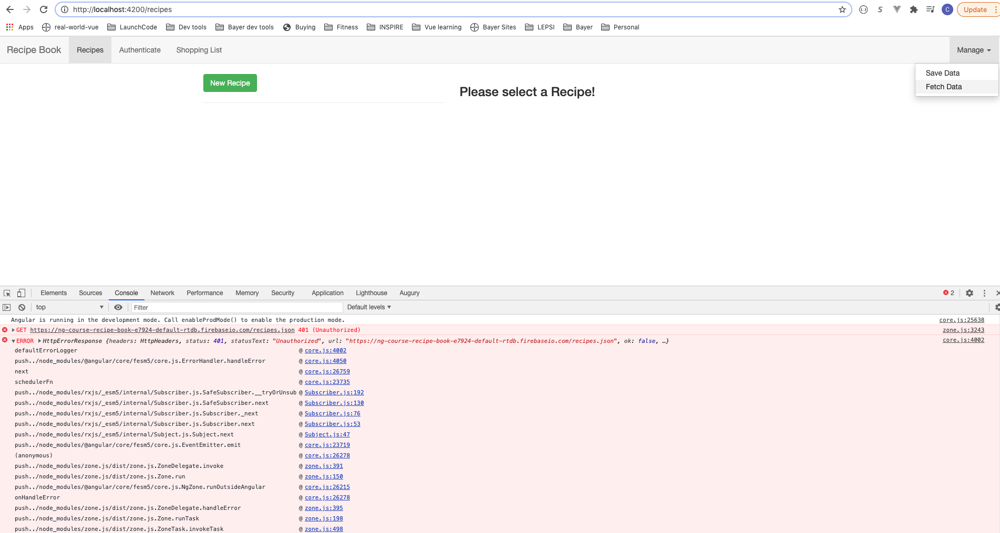 http://localhost:4200/recipes
C
Update
Apps real-world-vue LaunchCode Dev tools Bayer dev tools Buying Fitness INSPIRE Vue learning Bayer Sites LEPSI Bayer Personal
Recipe Book Recipes Authenticate Shopping List Manage
Save Data
Fetch Data
New Recipe
Please select a Recipe!
Elements Sources Console Network Performance Memory Security Application Lighthouse Augury 2
top Filter Default levels
Angular is running in the development mode. Call enableProdMode() to enable the production mode. core.js:25638
GET https://ng-course-recipe-book-e7924-default-rtdb.firebaseio.com/recipes.json 401 (Unauthorized) zone.js:3243
ERROR HttpErrorResponse {headers: HttpHeaders, status: 401, statusText: "Unauthorized", url: "https://ng-course-recipe-book-e7924-default-rtdb.firebaseio.com/recipes.json", ok: false, …} core.js:4002
defaultErrorLogger @ core.js:4002
push../node_modules/@angular/core/fesm5/core.js.ErrorHandler.handleError @ core.js:4050
next @ core.js:26759
schedulerFn @ core.js:23735
push../node_modules/rxjs/_esm5/internal/Subscriber.js.SafeSubscriber.__tryOrUnsub @ Subscriber.js:192
push../node_modules/rxjs/_esm5/internal/Subscriber.js.SafeSubscriber.next @ Subscriber.js:130
push../node_modules/rxjs/_esm5/internal/Subscriber.js.Subscriber._next @ Subscriber.js:76
push../node_modules/rxjs/_esm5/internal/Subscriber.js.Subscriber.next @ Subscriber.js:53
push../node_modules/rxjs/_esm5/internal/Subject.js.Subject.next @ Subject.js:47
push../node_modules/@angular/core/fesm5/core.js.EventEmitter.emit @ core.js:23719
(anonymous) @ core.js:26278
push../node_modules/zone.js/dist/zone.js.ZoneDelegate.invoke @ zone.js:391
push../node_modules/zone.js/dist/zone.js.Zone.run @ zone.js:150
push../node_modules/@angular/core/fesm5/core.js.NgZone.runOutsideAngular @ core.js:26215
onHandleError @ core.js:26278
push../node_modules/zone.js/dist/zone.js.ZoneDelegate.handleError @ zone.js:395
push../node_modules/zone.js/dist/zone.js.Zone.runTask @ zone.js:198
push../node_modules/zone.js/dist/zone.js.ZoneTask.invokeTask @ zone.js:498